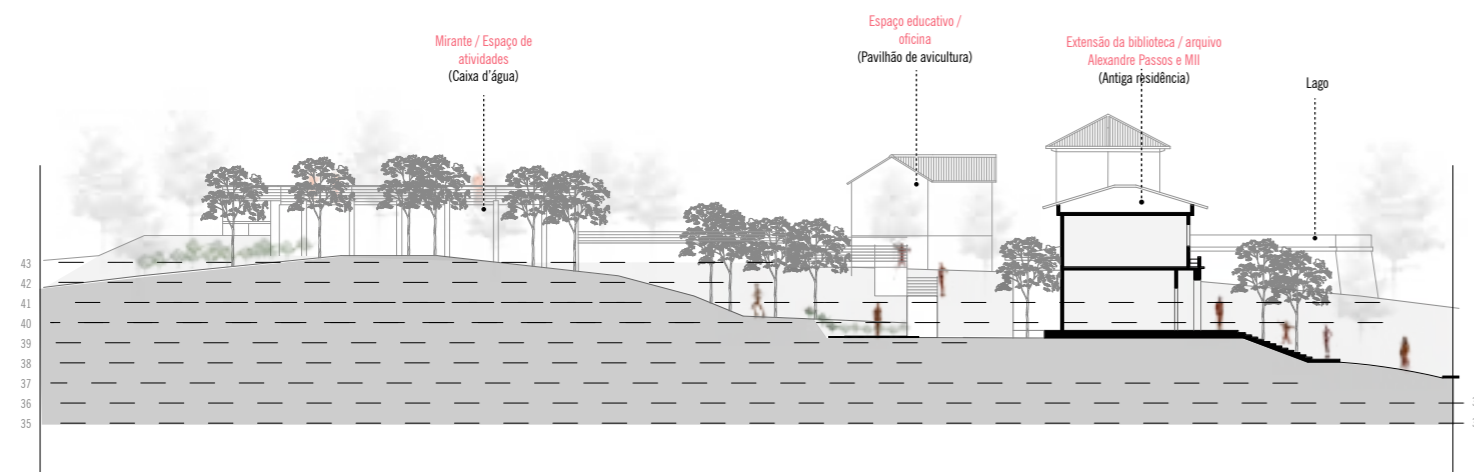 Mirante / Espaço de
atividades
(Caixa d'água)
Espaço educativo /
oficina
(Pavilhão de avicultura)
Extensão da biblioteca / arquivo
Alexandre Passos e MII
(Antiga residência)
Lago
43
42
41
40
39
38
37
36
35